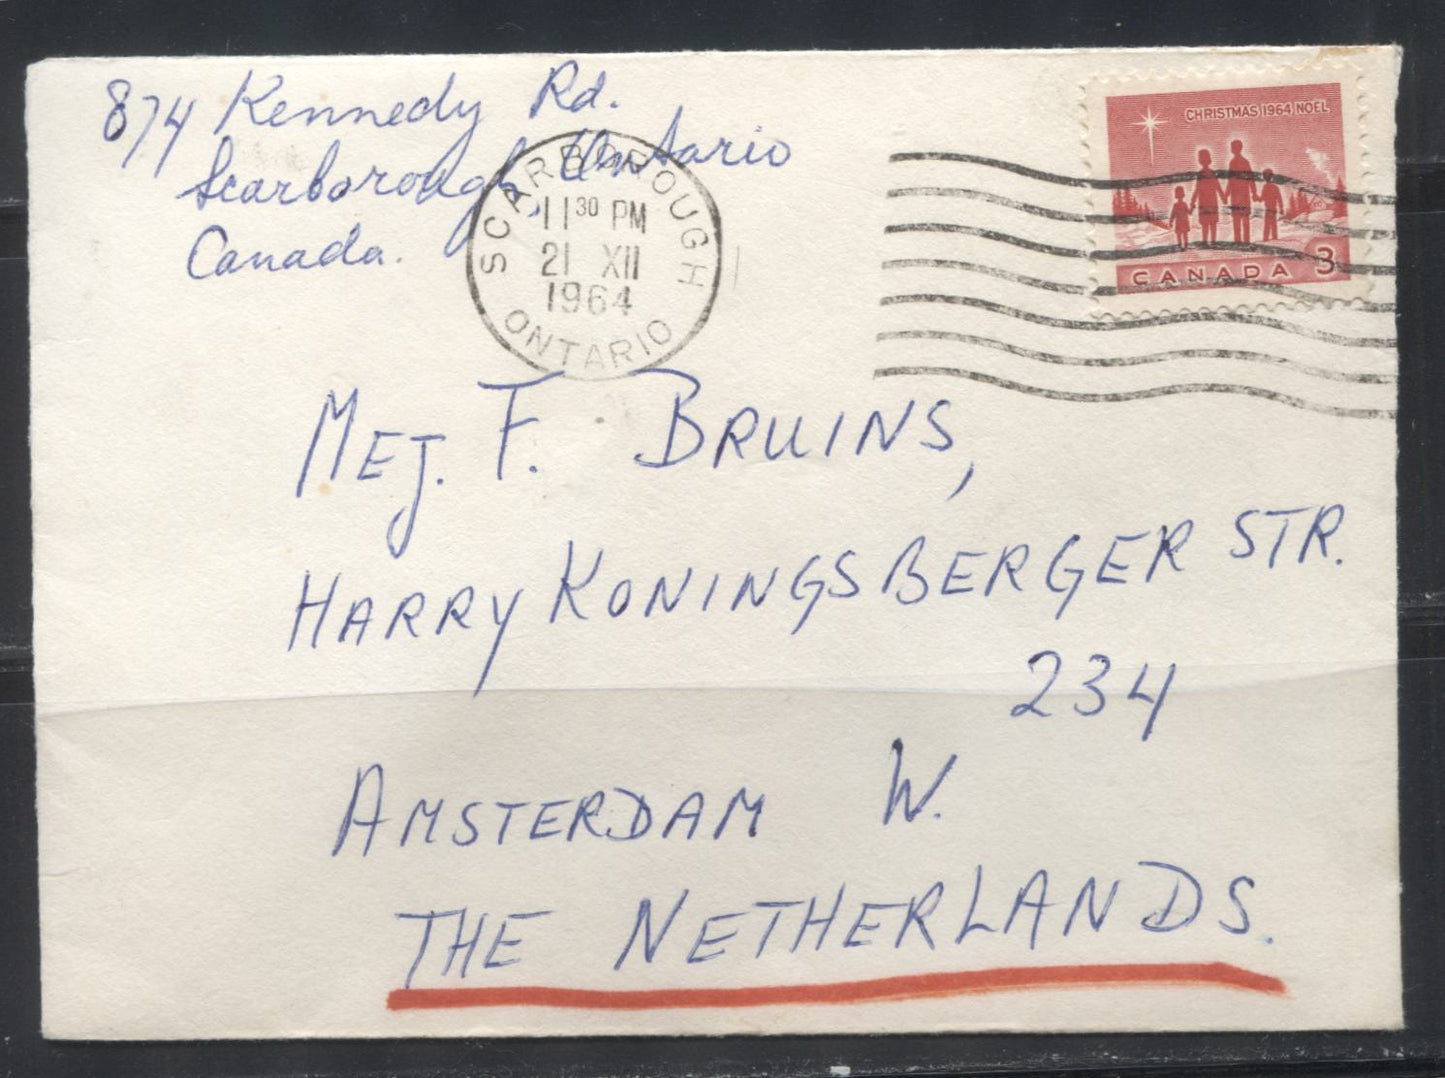 874 Kennedy Rd.
Scarborough Ontario
Canada.
SCARBOROUGH
11 30 PM
21 XII
1964
ONTARIO
CHRISTMAS 1964 NOEL
CANADA 3
MEJ. F. BRUINS,
HARRY KONINGSBERGER STR.
234
AMSTERDAM W.
THE NETHERLANDS.